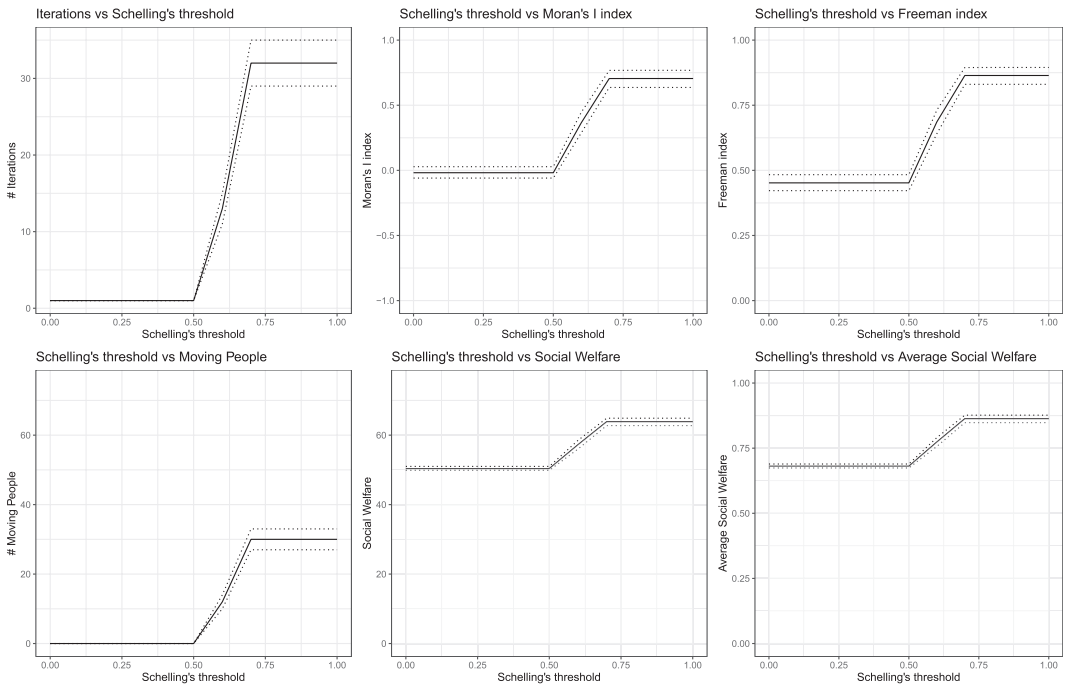 Iterations vs Schelling's threshold
# Iterations
30
20
10
0
0.00 0.25 0.50 0.75 1.00
Schelling's threshold
Schelling's threshold vs Moran's I index
Moran's I index
1.0
0.5
0.0
−0.5
−1.0
0.00 0.25 0.50 0.75 1.00
Schelling's threshold
Schelling's threshold vs Freeman index
Freeman index
1.00
0.75
0.50
0.25
0.00
0.00 0.25 0.50 0.75 1.00
Schelling's threshold
Schelling's threshold vs Moving People
# Moving People
60
40
20
0
0.00 0.25 0.50 0.75 1.00
Schelling's threshold
Schelling's threshold vs Social Welfare
Social Welfare
60
40
20
0
0.00 0.25 0.50 0.75 1.00
Schelling's threshold
Schelling's threshold vs Average Social Welfare
Average Social Welfare
1.00
0.75
0.50
0.25
0.00
0.00 0.25 0.50 0.75 1.00
Schelling's threshold